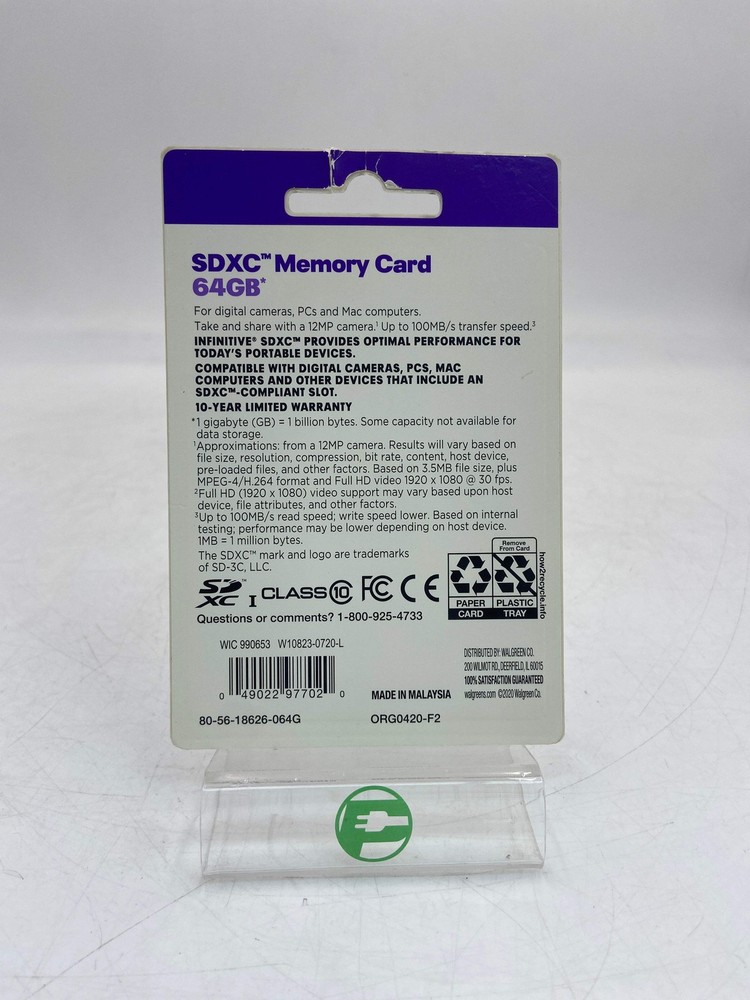 SDXC™ Memory Card
64GB*
For digital cameras, PCs and Mac computers.
Take and share with a 12MP camera.¹ Up to 100MB/s transfer speed.³
INFINITIVE® SDXC™ PROVIDES OPTIMAL PERFORMANCE FOR
TODAY'S PORTABLE DEVICES.
COMPATIBLE WITH DIGITAL CAMERAS, PCS, MAC
COMPUTERS AND OTHER DEVICES THAT INCLUDE AN
SDXC™-COMPLIANT SLOT.
10-YEAR LIMITED WARRANTY
*1 gigabyte (GB) = 1 billion bytes. Some capacity not available for
data storage.
¹Approximations: from a 12MP camera. Results will vary based on
file size, resolution, compression, bit rate, content, host device,
pre-loaded files, and other factors. Based on 3.5MB file size, plus
MPEG-4/H.264 format and Full HD video 1920 x 1080 @ 30 fps.
²Full HD (1920 x 1080) video support may vary based upon host
device, file attributes, and other factors.
³Up to 100MB/s read speed; write speed lower. Based on internal
testing; performance may be lower depending on host device.
1MB = 1 million bytes.
The SDXC™ mark and logo are trademarks
of SD-3C, LLC.
SD XC™ I CLASS 10 FC CE
Remove
From Card
PAPER PLASTIC
CARD TRAY
how2recycle.info
Questions or comments? 1-800-925-4733
WIC 990653 W10823-0720-L
0 49022 97702 0
MADE IN MALAYSIA
DISTRIBUTED BY: WALGREEN CO.
200 WILMOT RD., DEERFIELD, IL 60015
100% SATISFACTION GUARANTEED
walgreens.com ©2020 Walgreen Co.
80-56-18626-064G ORG0420-F2